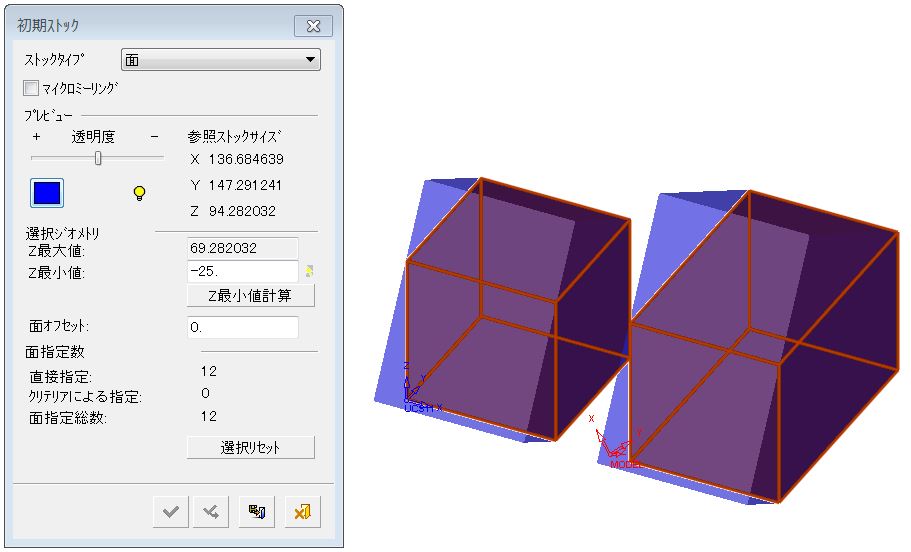 初期ｽﾄｯｸ
ｽﾄｯｸﾀｲﾌﾟ 面
ﾏｲｸﾛﾐｰﾘﾝｸﾞ
ﾌﾟﾚﾋﾞｭｰ
+ 透明度 - 参照ｽﾄｯｸｻｲｽﾞ
X 136.684639
Y 147.291241
Z 94.282032
選択ｼﾞｵﾒﾄﾘ
Z最大値: 69.282032
Z最小値: -25.
Z最小値計算
面ｵﾌｾｯﾄ: 0.
面指定数
直接指定: 12
ｸﾘﾃﾘｱによる指定: 0
面指定総数: 12
選択ﾘｾｯﾄ
Z
Y
X
X
Y
Z
MODEL